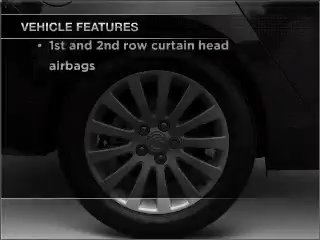 VEHICLE FEATURES
• 1st and 2nd row curtain head
airbags